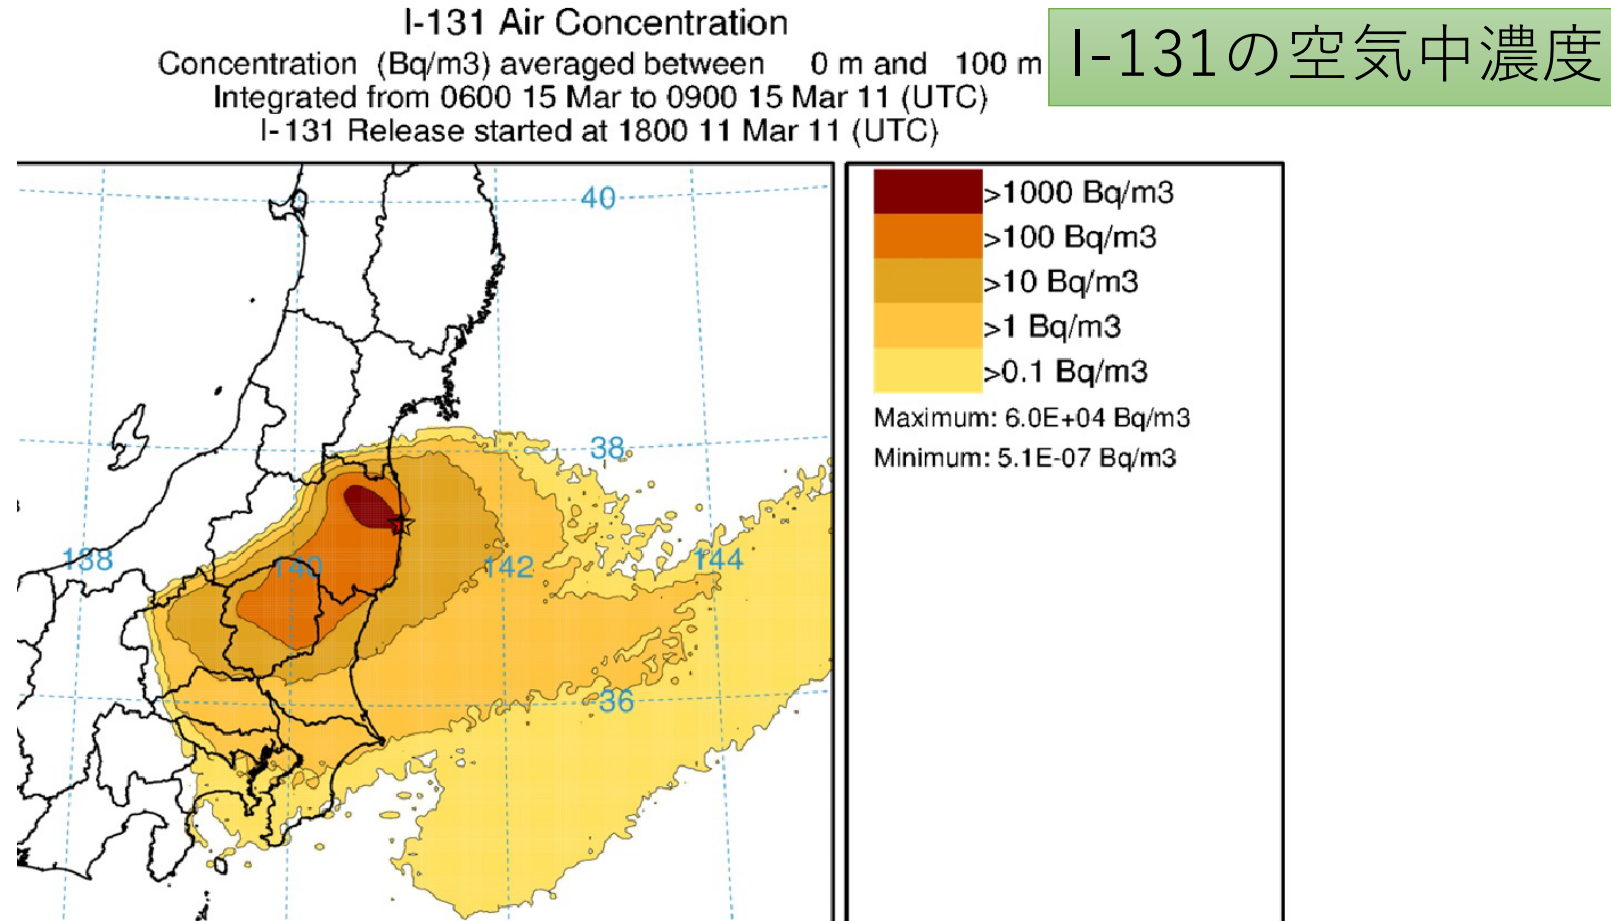 I-131 Air Concentration
Concentration (Bq/m3) averaged between 0 m and 100 m
Integrated from 0600 15 Mar to 0900 15 Mar 11 (UTC)
I-131 Release started at 1800 11 Mar 11 (UTC)
I-131の空気中濃度
>1000 Bq/m3
>100 Bq/m3
>10 Bq/m3
>1 Bq/m3
>0.1 Bq/m3
Maximum: 6.0E+04 Bq/m3
Minimum: 5.1E-07 Bq/m3
40
38
138
140
142
144
36